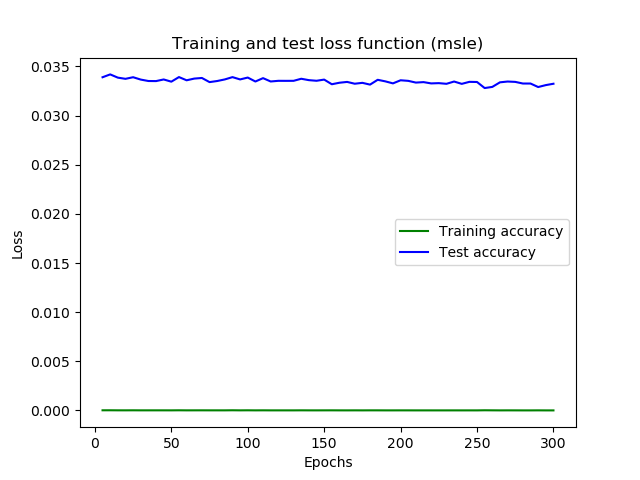 Training and test loss function (msle)
0.035
0.030
0.025
0.020
0.015
0.010
0.005
0.000
Loss
Training accuracy
Test accuracy
0 50 100 150 200 250 300
Epochs